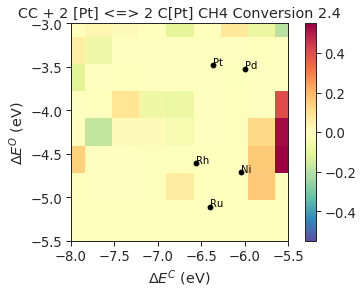 CC + 2 [Pt] <=> 2 C[Pt] CH4 Conversion 2.4
−3.0
−3.5
−4.0
−4.5
−5.0
−5.5
ΔE^O (eV)
Pt
Pd
Rh
Ni
Ru
−8.0 −7.5 −7.0 −6.5 −6.0 −5.5
ΔE^C (eV)
0.4
0.2
0.0
−0.2
−0.4